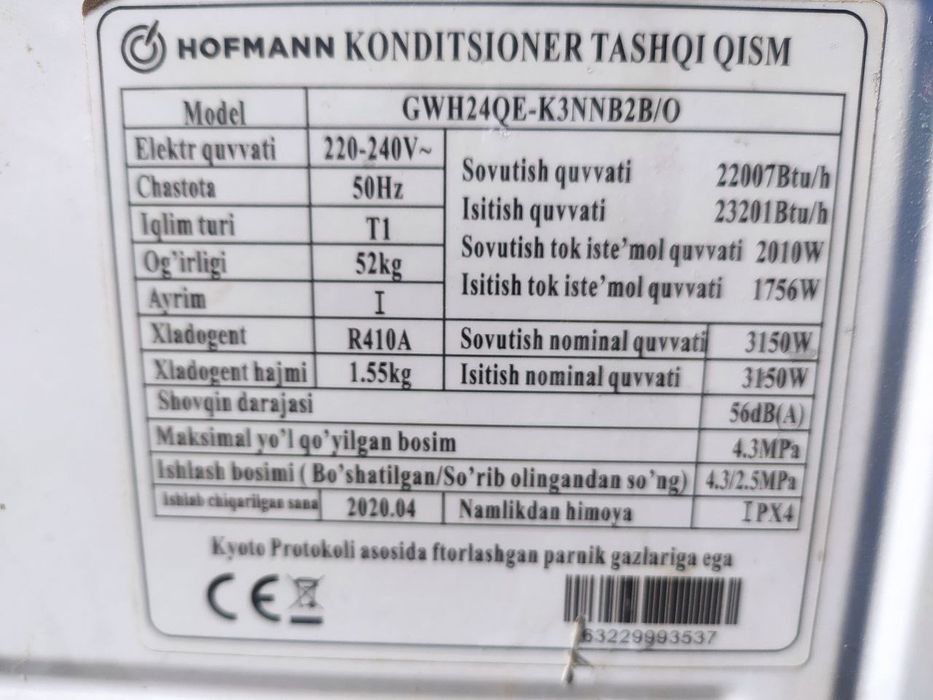 HOFMANN KONDITSIONER TASHQI QISM
Model GWH24QE-K3NNB2B/O
Elektr quvvati 220-240V~
Chastota 50Hz
Iqlim turi T1
Og'irligi 52kg
Ayrim I
Sovutish quvvati 22007Btu/h
Isitish quvvati 23201Btu/h
Sovutish tok iste'mol quvvati 2010W
Isitish tok iste'mol quvvati 1756W
Xladogent R410A Sovutish nominal quvvati 3150W
Xladogent hajmi 1.55kg Isitish nominal quvvati 3150W
Shovqin darajasi 56dB(A)
Maksimal yo'l qo'yilgan bosim 4.3MPa
Ishlash bosimi ( Bo'shatilgan/So'rib olingandan so'ng) 4.3/2.5MPa
Ishlab chiqarilgan sana 2020.04 Namlikdan himoya IPX4
Kyoto Protokoli asosida ftorlashgan parnik gazlariga ega
CE
63229993537